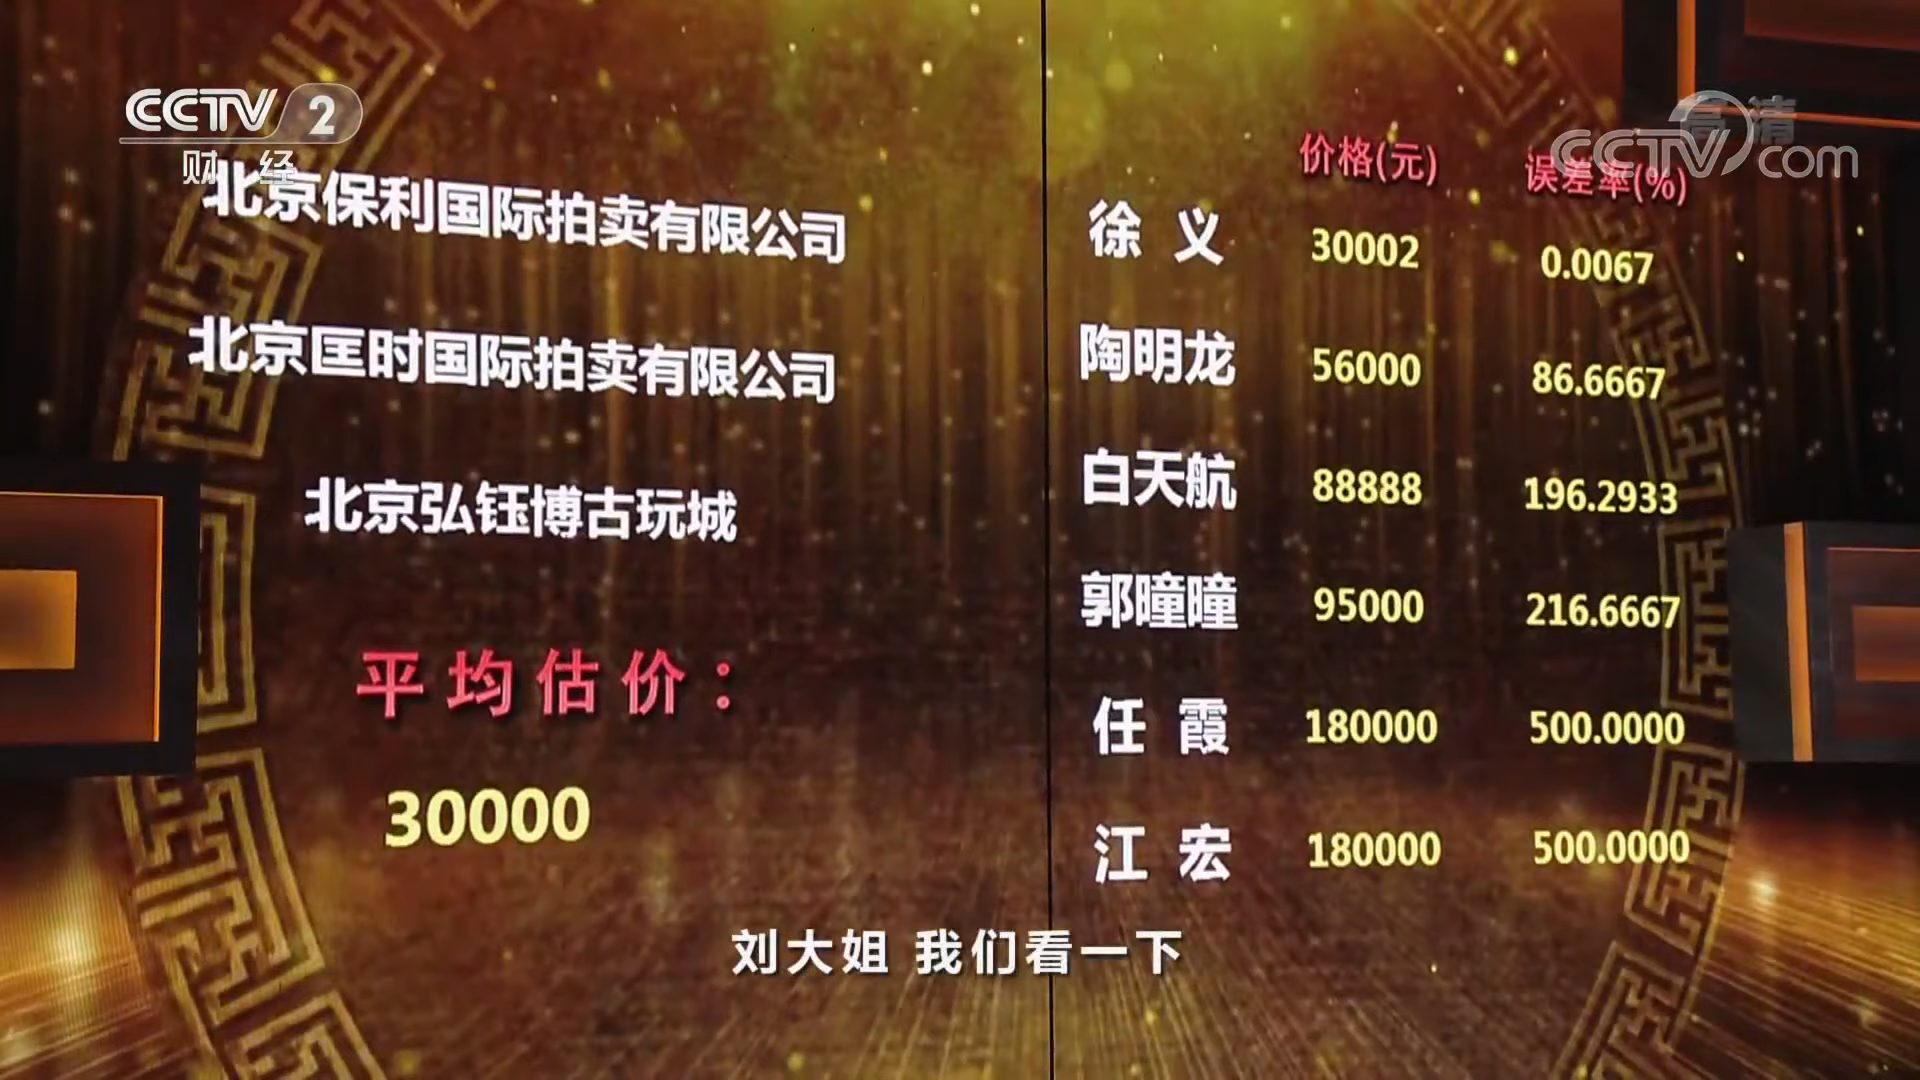 CCTV 2
财经
高清
CCTV.com
北京保利国际拍卖有限公司
北京匡时国际拍卖有限公司
北京弘钰博古玩城
平均估价：
30000
价格(元) 误差率(%)
徐 义 30002 0.0067
陶明龙 56000 86.6667
白天航 88888 196.2933
郭瞳瞳 95000 216.6667
任 霞 180000 500.0000
江 宏 180000 500.0000
刘大姐 我们看一下